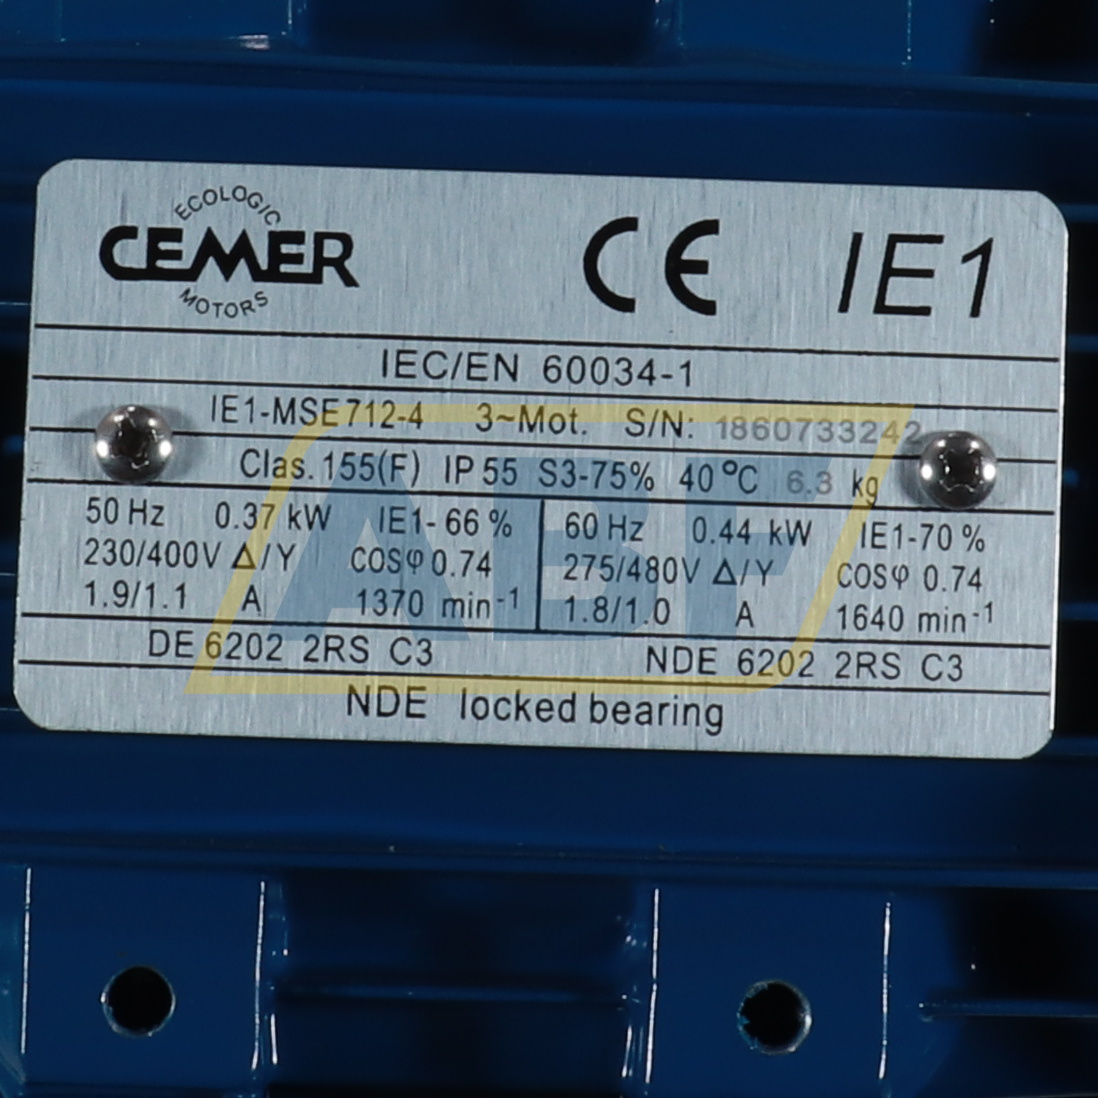 ECOLOGIC
CEMER
MOTORS
CE IE1
IEC/EN 60034-1
IE1-MSE712-4 3~Mot. S/N: 1860733242
Clas.155(F) IP 55 S3-75% 40°C 6.3 kg
50 Hz 0.37 kW IE1-66% 60 Hz 0.44 kW IE1-70%
230/400V Δ/Y COSφ 0.74 275/480V Δ/Y COSφ 0.74
1.9/1.1 A 1370 min-1 1.8/1.0 A 1640 min-1
DE 6202 2RS C3 NDE 6202 2RS C3
NDE locked bearing
ABF